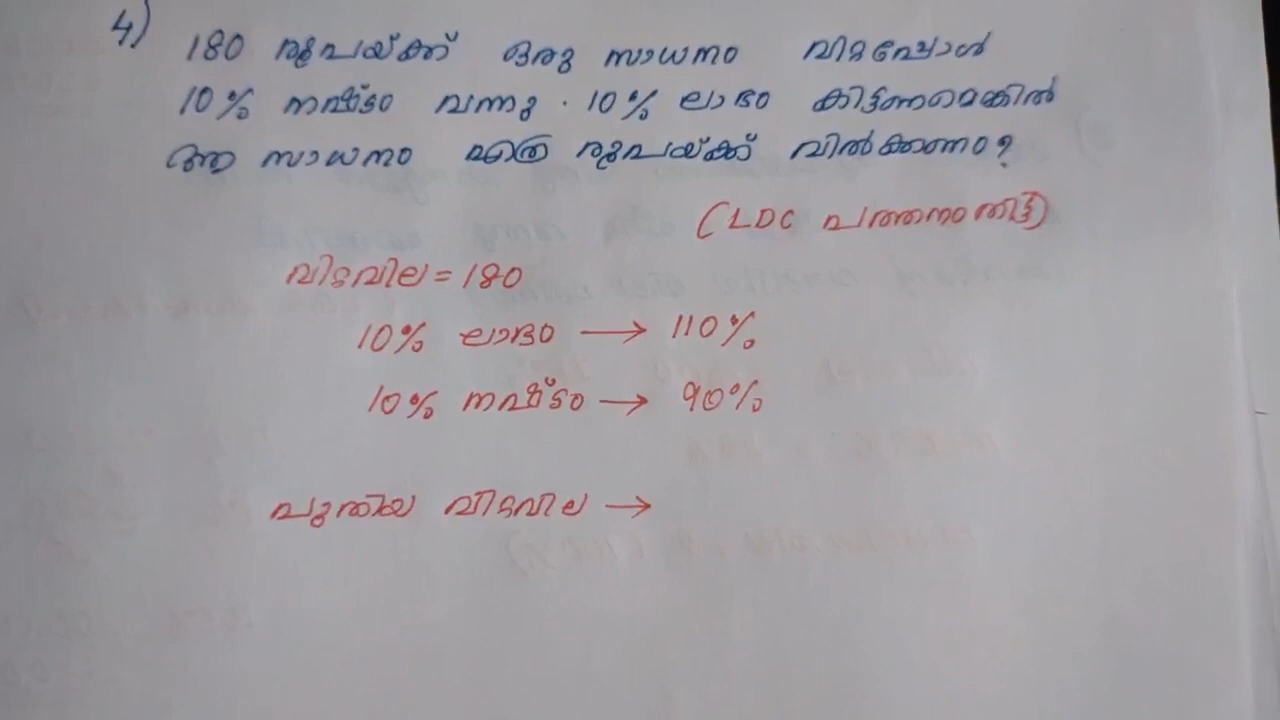 4) 180 രൂപയ്ക്ക് ഒരു സാധനം വിറ്റപ്പോൾ
10% നഷ്ടം വന്നു. 10% ലാഭം കിട്ടണമെങ്കിൽ
ആ സാധനം എത്ര രൂപയ്ക്ക് വിൽക്കണം?
(LDC പത്തനംതിട്ട)
വിറ്റവില = 180
10% ലാഭം → 110%
10% നഷ്ടം → 90%
പുതിയ വിറ്റവില →